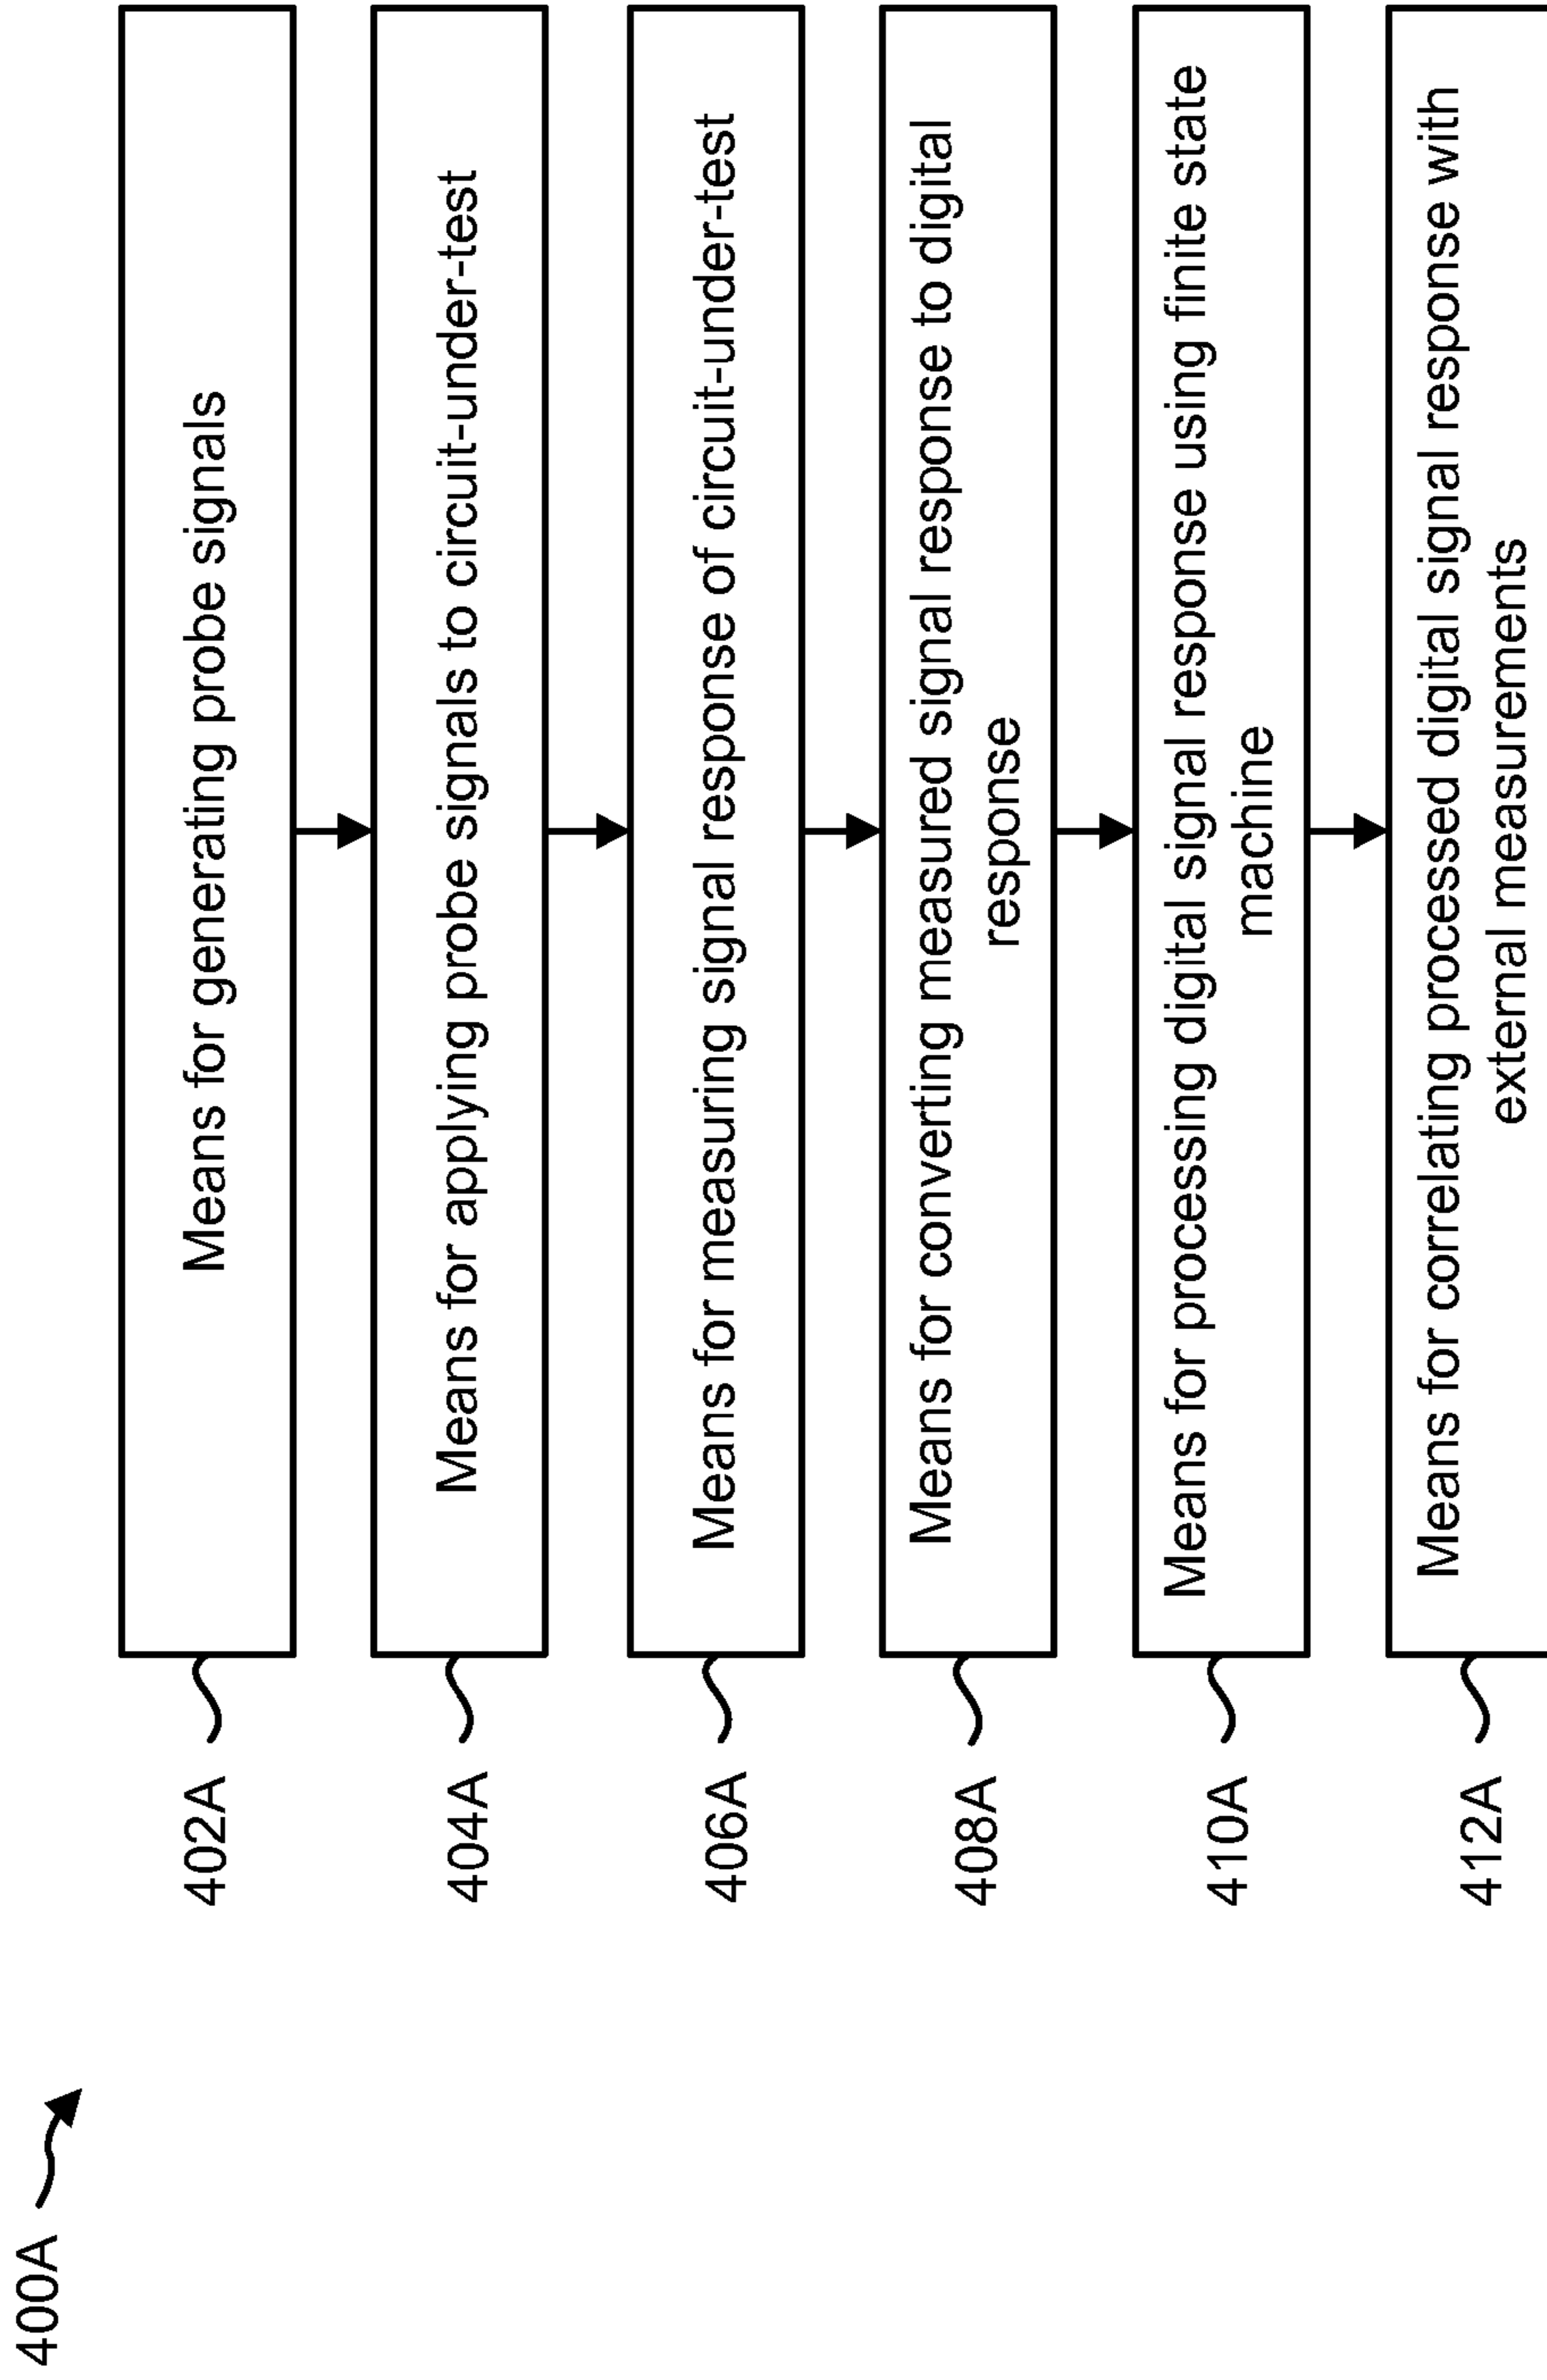 400A
402A
Means for generating probe signals
404A
Means for applying probe signals to circuit-under-test
406A
Means for measuring signal response of circuit-under-test
408A
Means for converting measured signal response to digital
response
410A
Means for processing digital signal response using finite state
machine
412A
Means for correlating processed digital signal response with
external measurements